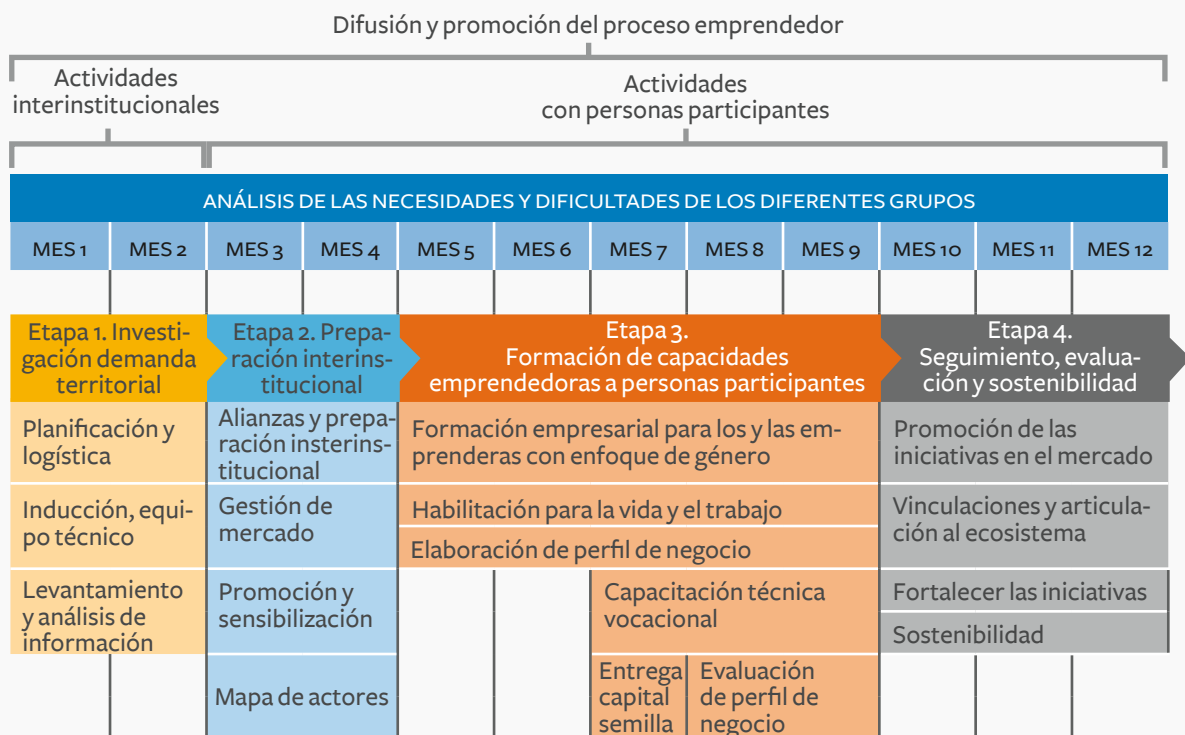 Difusión y promoción del proceso emprendedor
Actividades
interinstitucionales
Actividades
con personas participantes
ANÁLISIS DE LAS NECESIDADES Y DIFICULTADES DE LOS DIFERENTES GRUPOS
MES 1 MES 2 MES 3 MES 4 MES 5 MES 6 MES 7 MES 8 MES 9 MES 10 MES 11 MES 12
Etapa 1. Investi-
gación demanda
territorial
Etapa 2. Prepa-
ración interins-
titucional
Etapa 3.
Formación de capacidades
emprendedoras a personas participantes
Etapa 4.
Seguimiento, evalua-
ción y sostenibilidad
Planificación y
logística
Alianzas y prepa-
ración insterins-
titucional
Formación empresarial para los y las em-
prenderas con enfoque de género
Promoción de las
iniciativas en el mercado
Inducción, equi-
po técnico
Gestión de
mercado
Habilitación para la vida y el trabajo
Elaboración de perfil de negocio
Vinculaciones y articula-
ción al ecosistema
Levantamiento
y análisis de
información
Promoción y
sensibilización
Capacitación técnica
vocacional
Fortalecer las iniciativas
Sostenibilidad
Mapa de actores
Entrega
capital
semilla
Evaluación
de perfil de
negocio